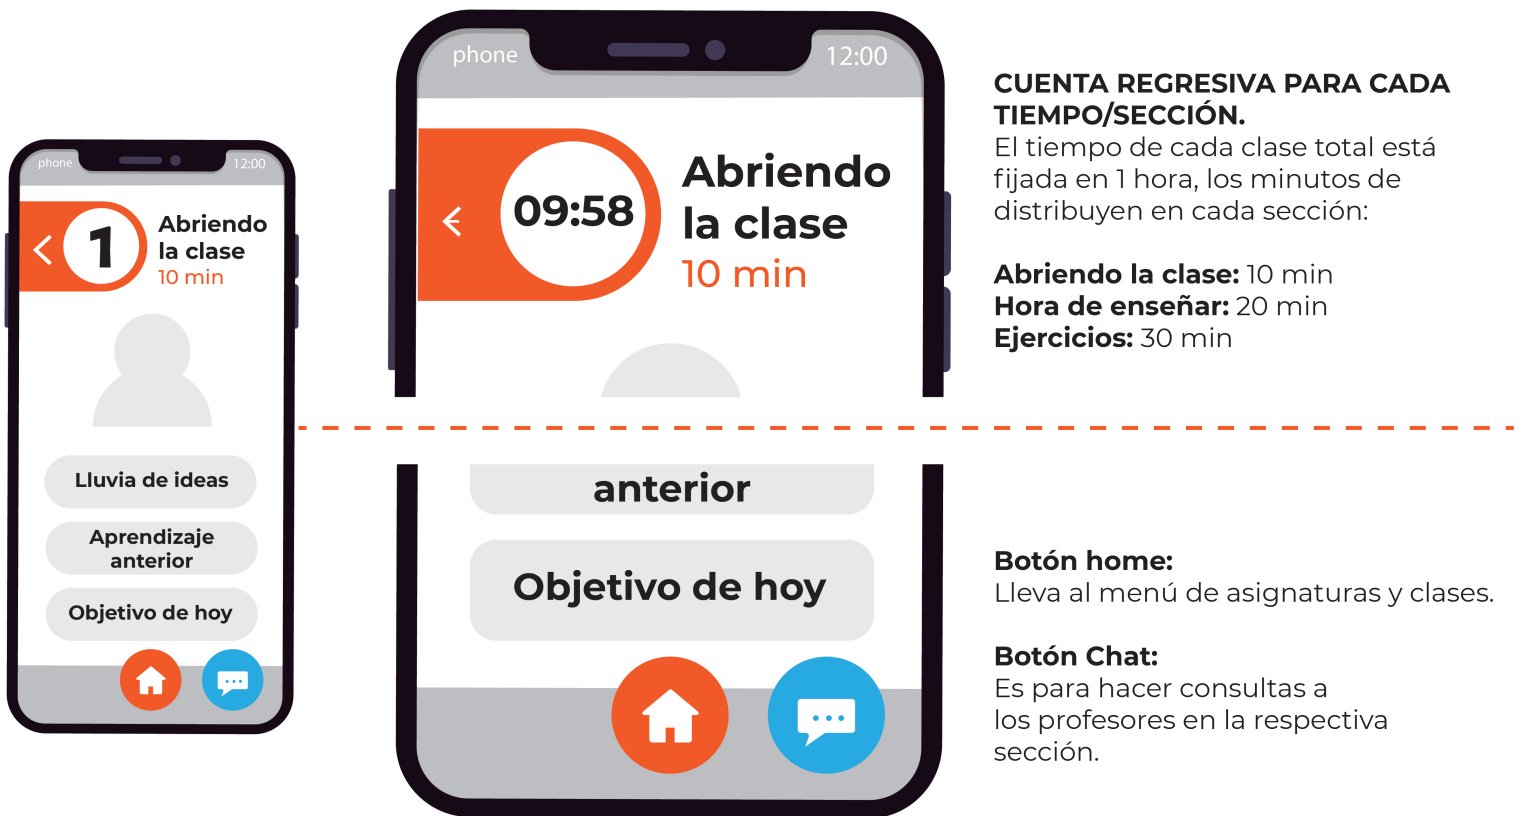 phone
12:00
1
Abriendo
la clase
10 min
Lluvia de ideas
Aprendizaje
anterior
Objetivo de hoy
phone
12:00
09:58
Abriendo
la clase
10 min
anterior
Objetivo de hoy
CUENTA REGRESIVA PARA CADA
TIEMPO/SECCIÓN.
El tiempo de cada clase total está
fijada en 1 hora, los minutos de
distribuyen en cada sección:
Abriendo la clase: 10 min
Hora de enseñar: 20 min
Ejercicios: 30 min
Botón home:
Lleva al menú de asignaturas y clases.
Botón Chat:
Es para hacer consultas a
los profesores en la respectiva
sección.